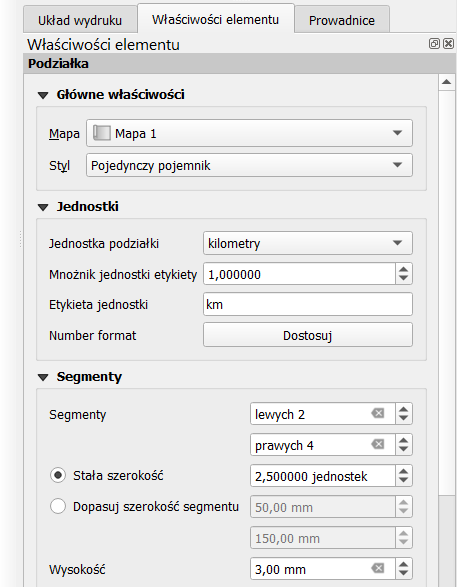 Układ wydruku Właściwości elementu Prowadnice
Właściwości elementu
Podziałka
Główne właściwości
Mapa Mapa 1
Styl Pojedynczy pojemnik
Jednostki
Jednostka podziałki kilometry
Mnożnik jednostki etykiety 1,000000
Etykieta jednostki km
Number format Dostosuj
Segmenty
Segmenty lewych 2
prawych 4
Stała szerokość 2,500000 jednostek
Dopasuj szerokość segmentu 50,00 mm
150,00 mm
Wysokość 3,00 mm